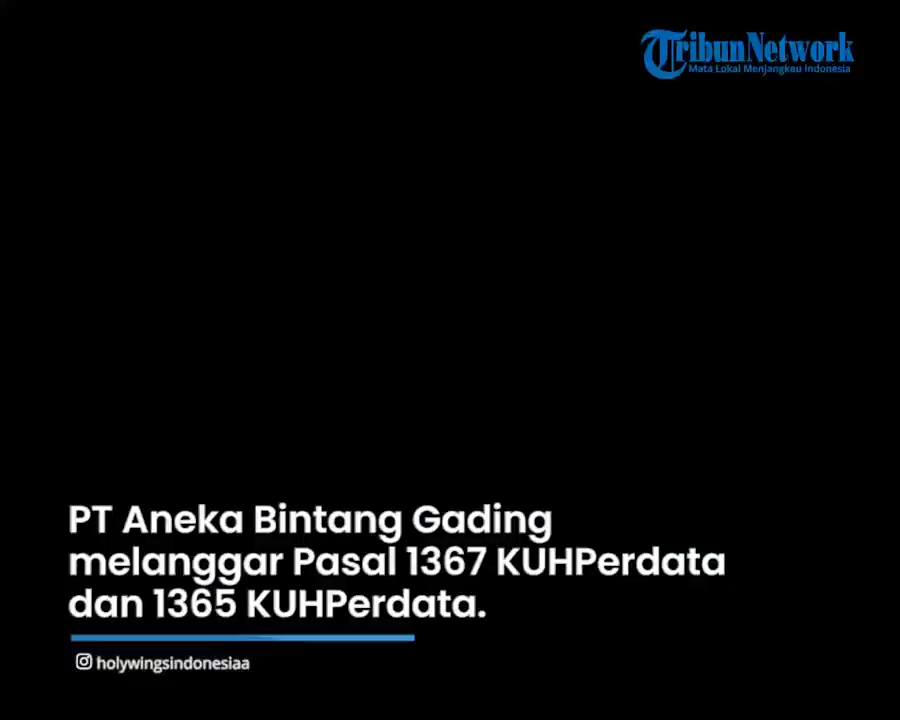 TribunNetwork
Mata Lokal Menjangkau Indonesia
PT Aneka Bintang Gading
melanggar Pasal 1367 KUHPerdata
dan 1365 KUHPerdata.
holywingsindonesiaa